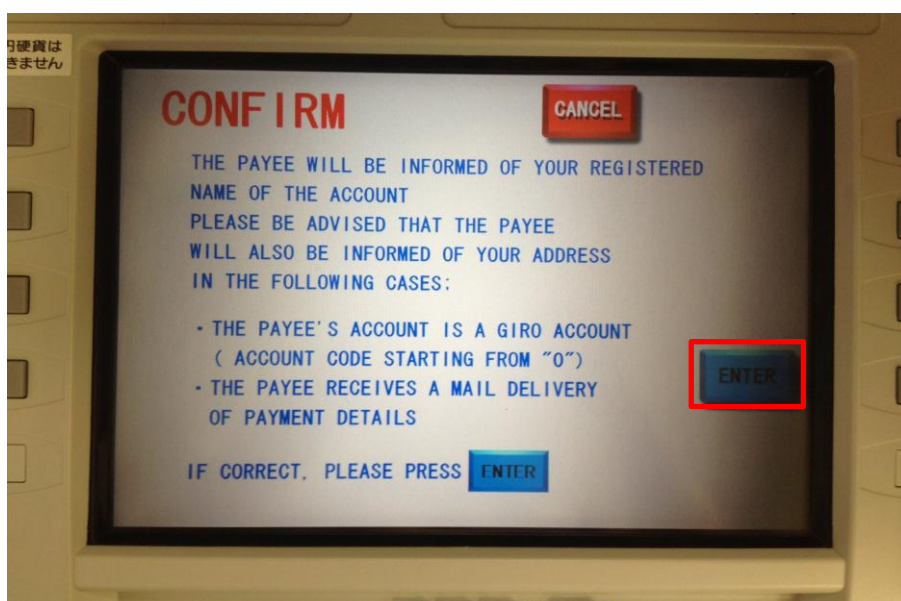 円硬貨は
きません
CONFIRM
CANCEL
THE PAYEE WILL BE INFORMED OF YOUR REGISTERED
NAME OF THE ACCOUNT
PLEASE BE ADVISED THAT THE PAYEE
WILL ALSO BE INFORMED OF YOUR ADDRESS
IN THE FOLLOWING CASES:
・THE PAYEE'S ACCOUNT IS A GIRO ACCOUNT
( ACCOUNT CODE STARTING FROM "0")
・THE PAYEE RECEIVES A MAIL DELIVERY
OF PAYMENT DETAILS
ENTER
IF CORRECT, PLEASE PRESS ENTER